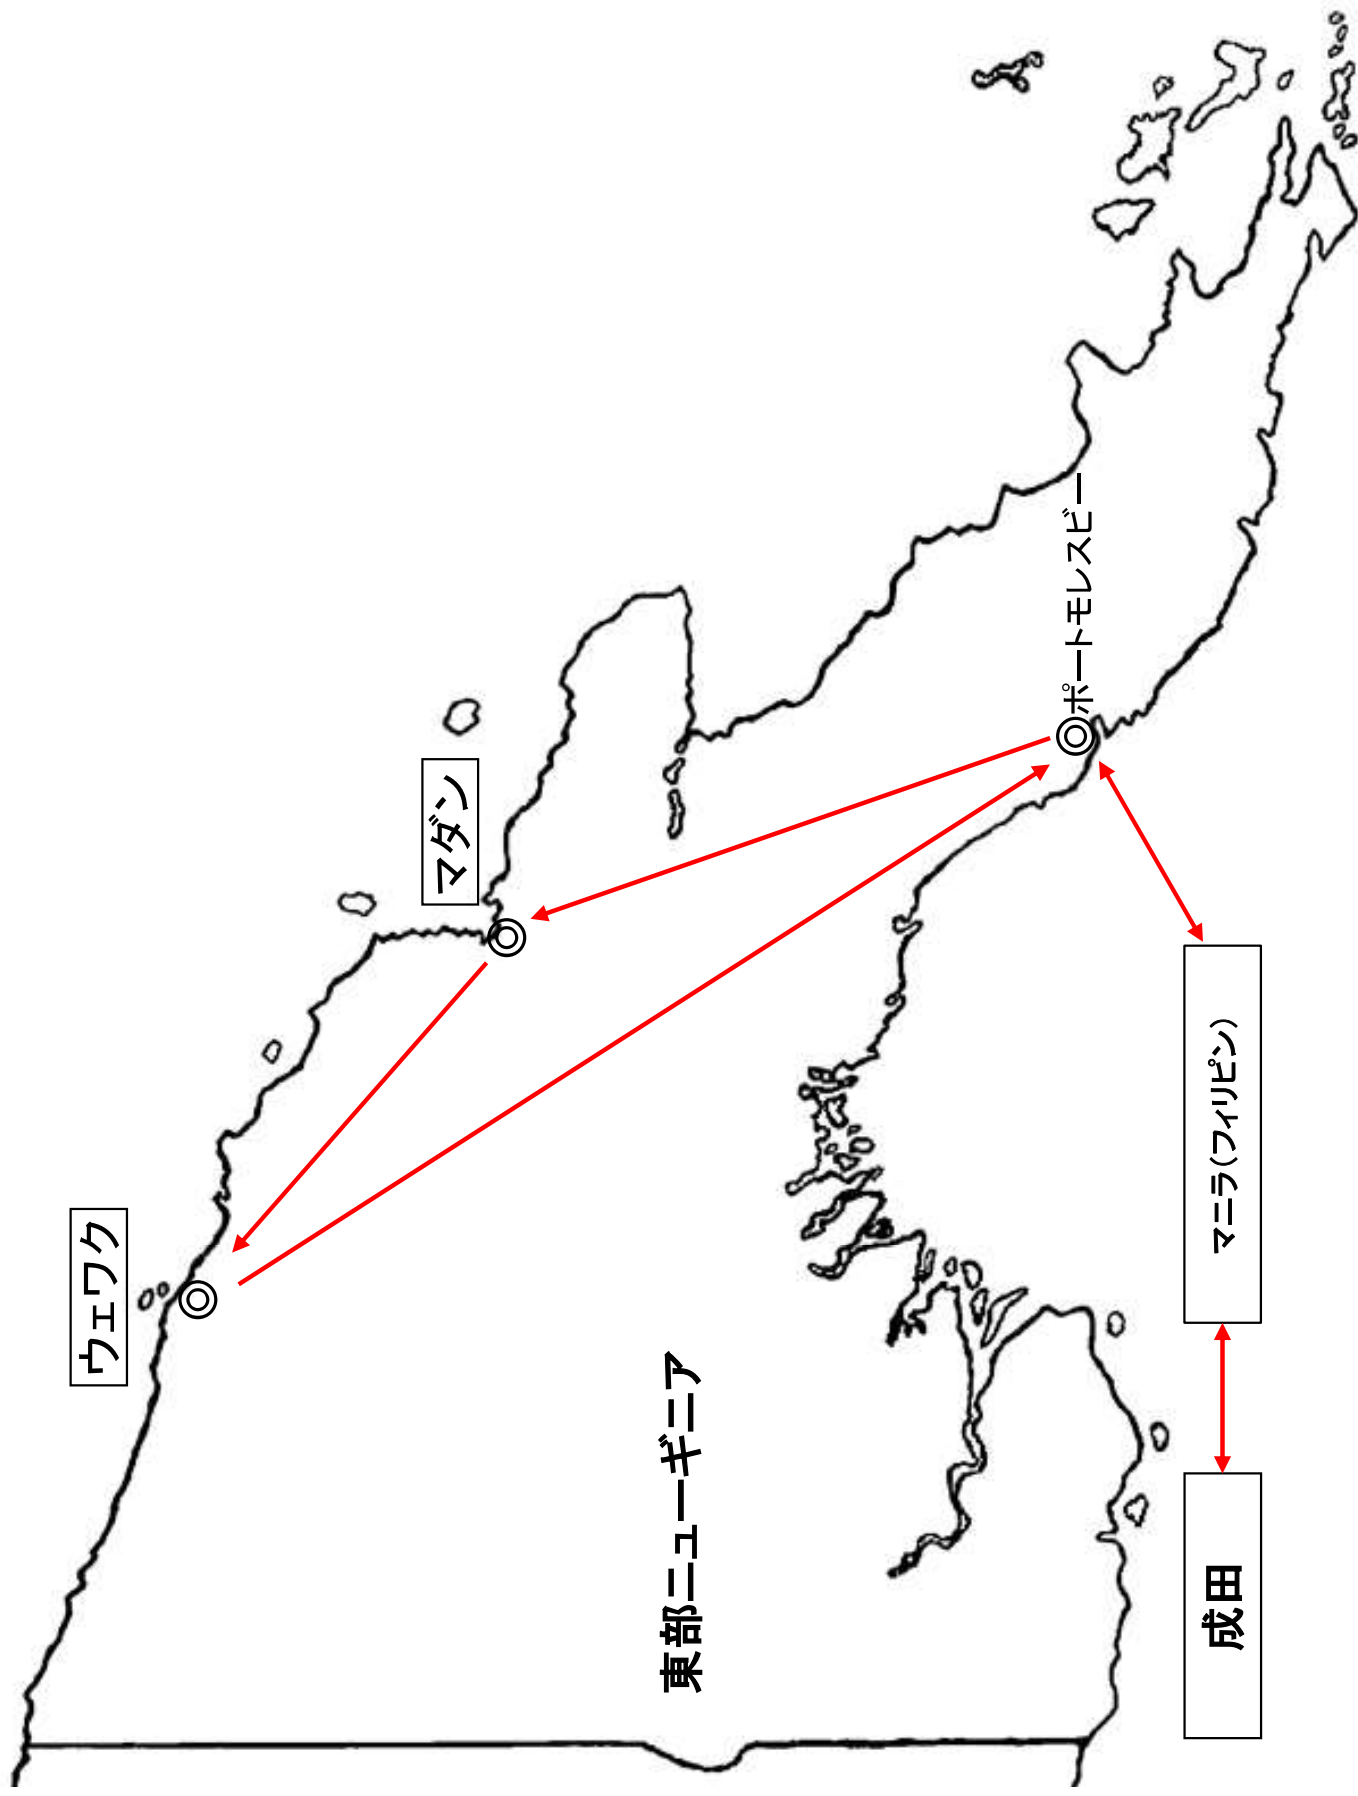 ウェワク
マダン
東部ニューギニア
ポートモレスビー
成田
マニラ(フィリピン)